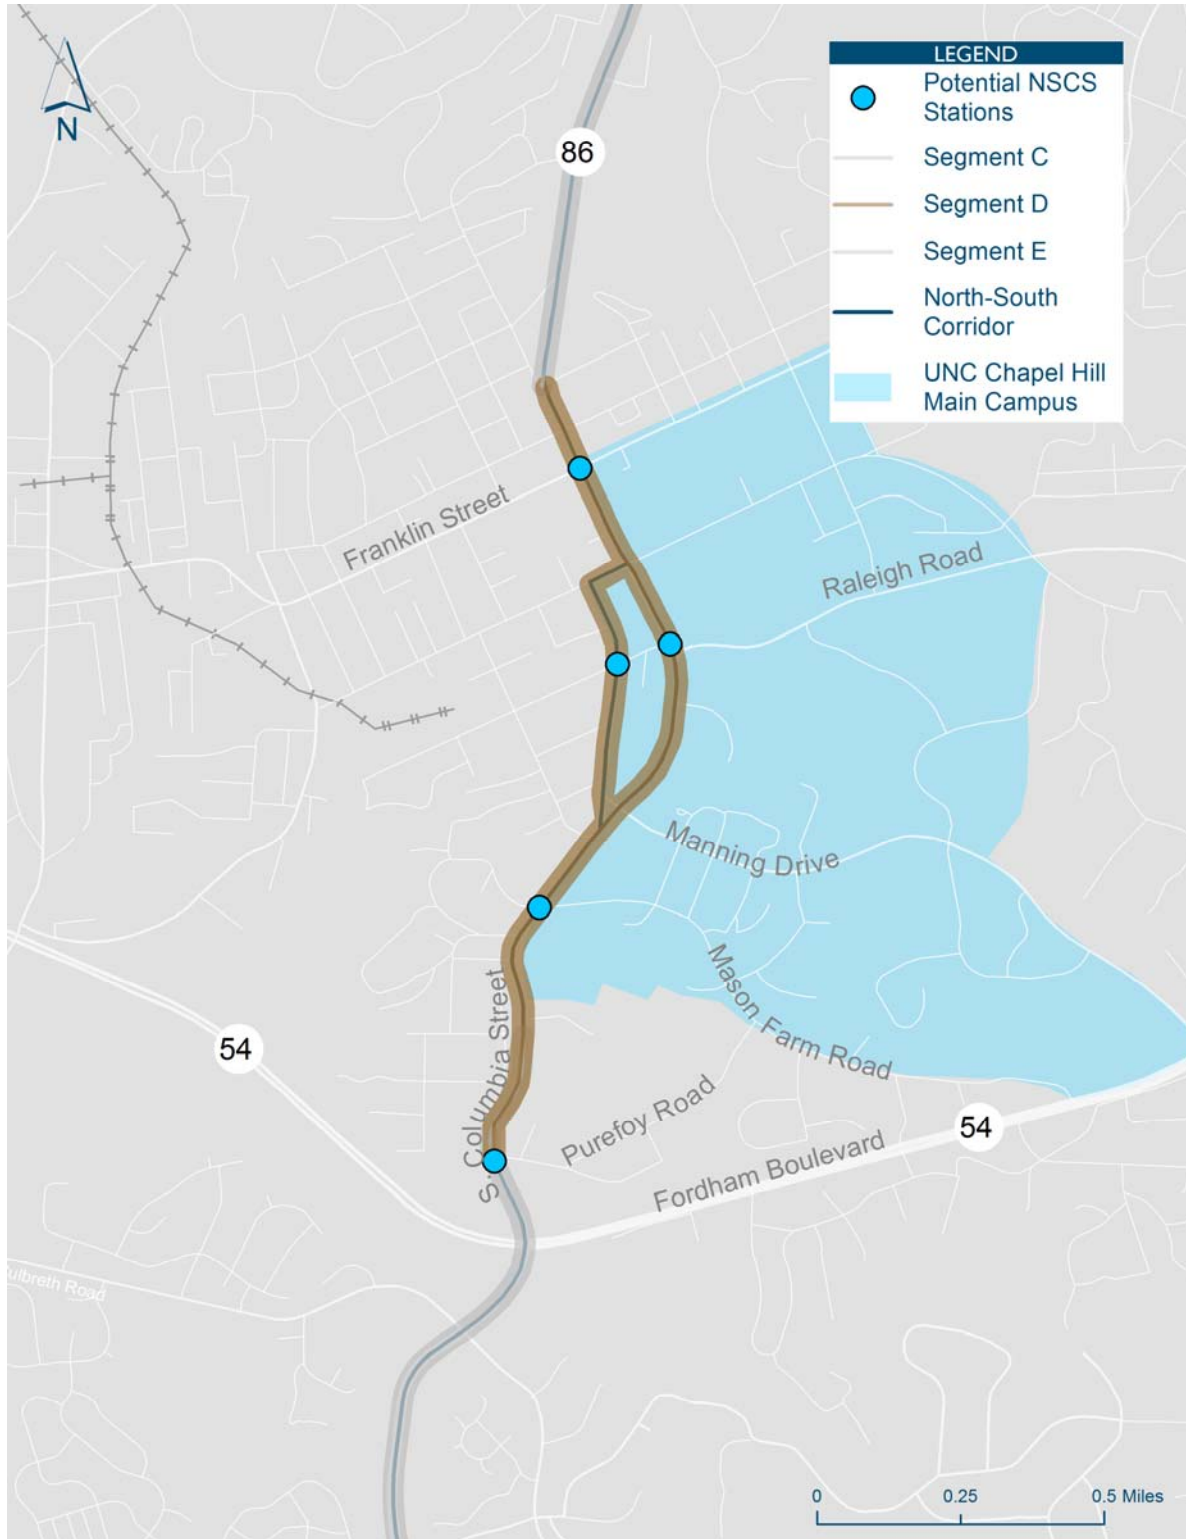 LEGEND
Potential NSCS
Stations
Segment C
Segment D
Segment E
North-South
Corridor
UNC Chapel Hill
Main Campus
N
86
Franklin Street
Raleigh Road
Manning Drive
Mason Farm Road
S. Columbia Street
54
Purefoy Road
54
Fordham Boulevard
ulbreth Road
0
0.25
0.5 Miles